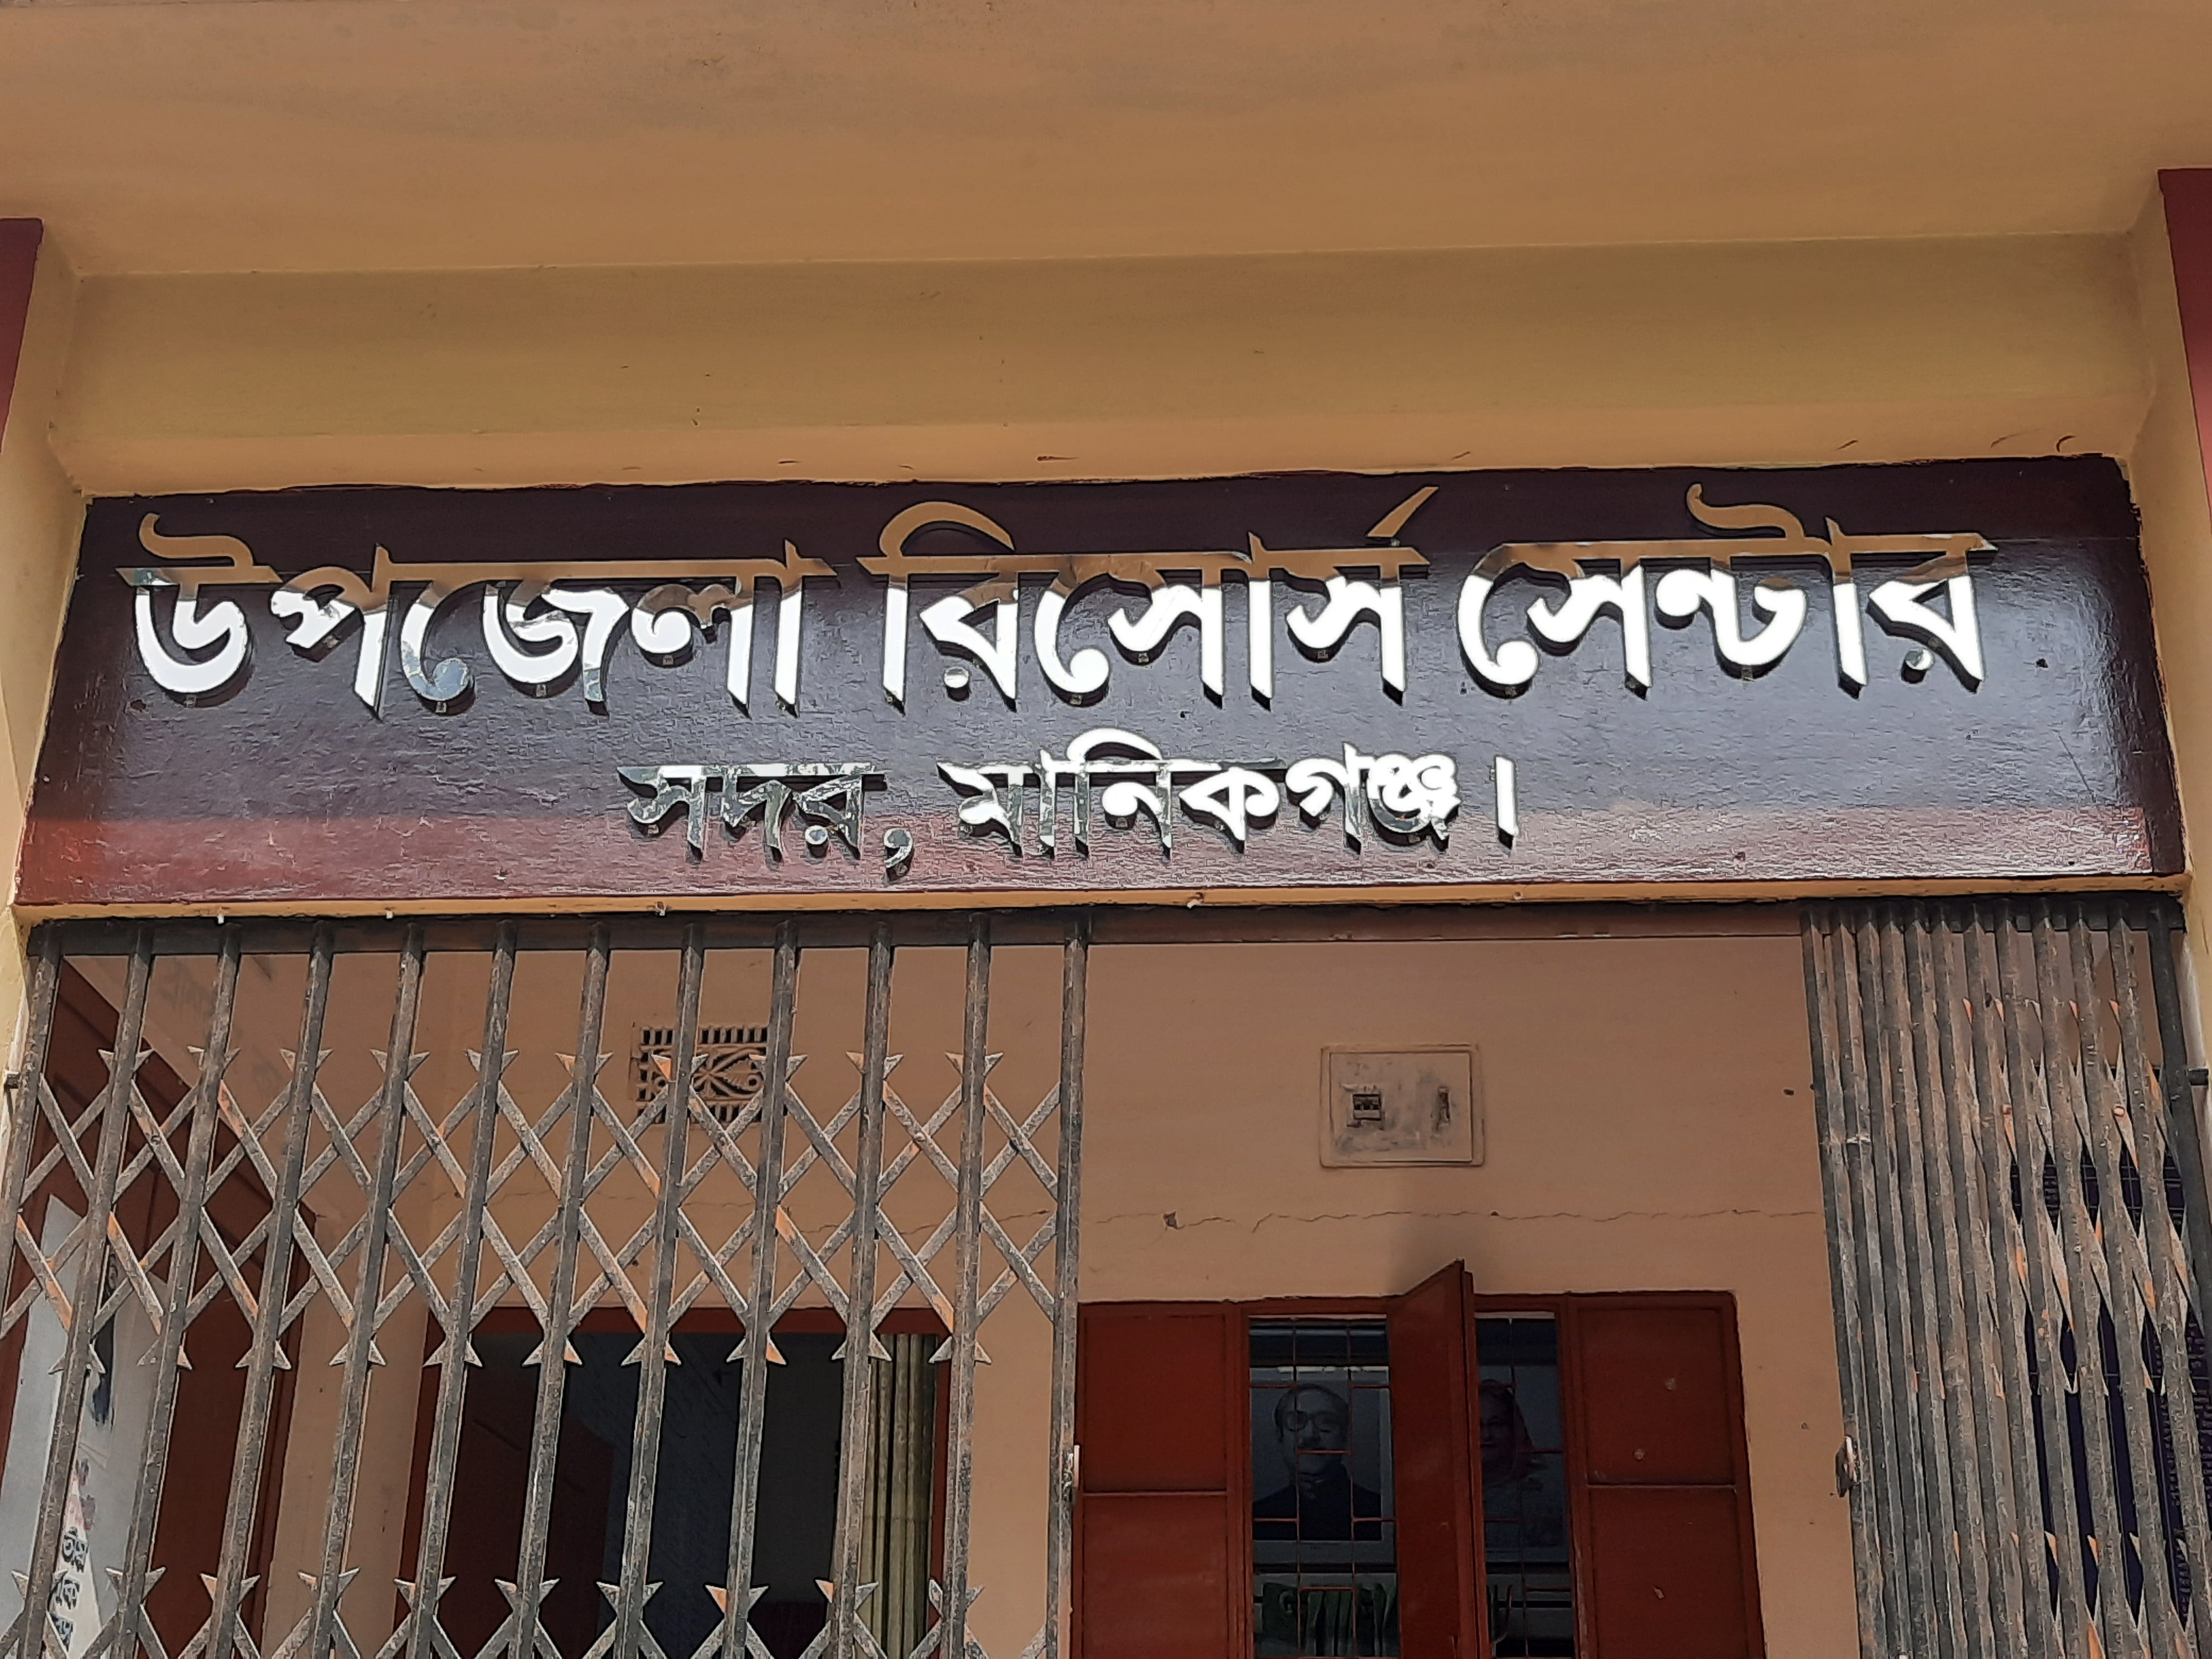 উপজেলা রিসোর্স সেন্টার
সদর, মানিকগঞ্জ।